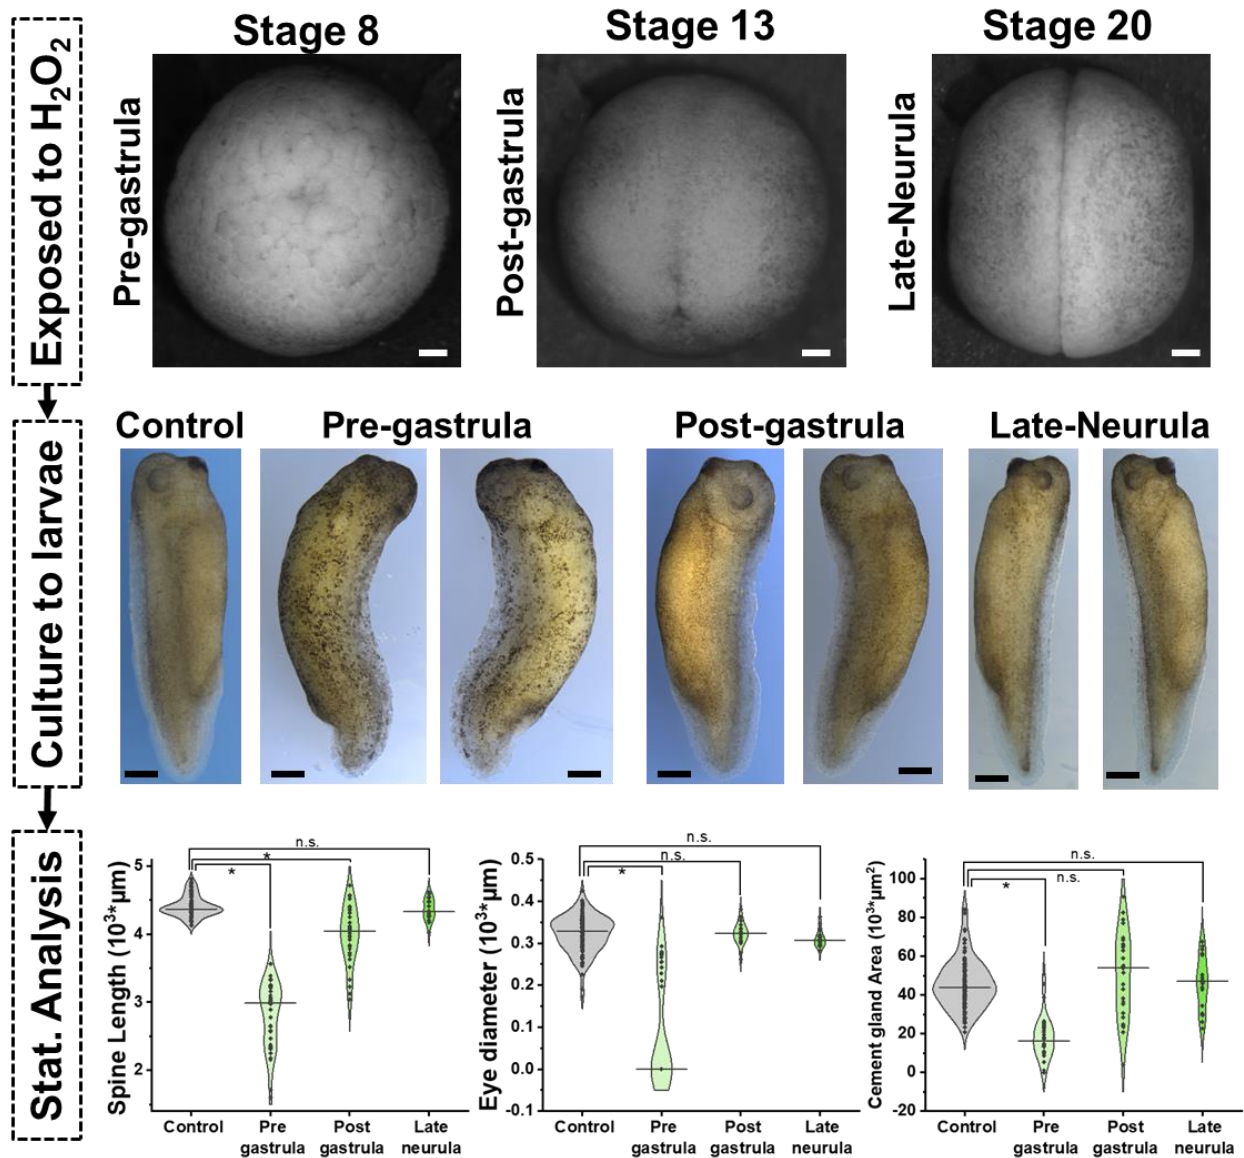 Exposed to H₂O₂
Stage 8
Stage 13
Stage 20
Pre-gastrula
Post-gastrula
Late-Neurula
Culture to larvae
Control
Pre-gastrula
Post-gastrula
Late-Neurula
Stat. Analysis
Spine Length (10³*µm)
5
4
3
2
n.s.
*
*
Control
Pre
gastrula
Post
gastrula
Late
neurula
Eye diameter (10³*µm)
0.5
0.4
0.3
0.2
0.1
0.0
-0.1
n.s.
n.s.
*
Control
Pre
gastrula
Post
gastrula
Late
neurula
Cement gland Area (10³*µm²)
100
80
60
40
20
0
-20
n.s.
n.s.
*
Control
Pre
gastrula
Post
gastrula
Late
neurula